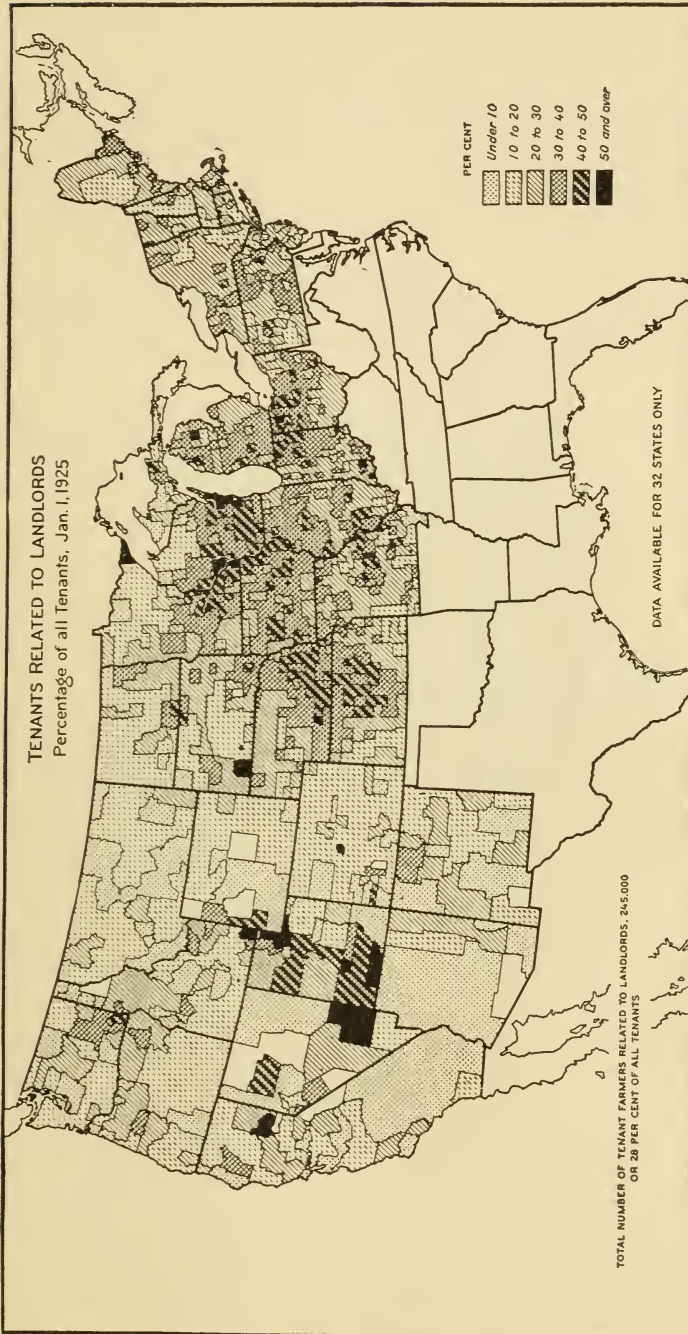 TENANTS RELATED TO LANDLORDS
Percentage of all Tenants, Jan. 1, 1925
PER CENT
Under 10
10 to 20
20 to 30
30 to 40
40 to 50
50 and over
DATA AVAILABLE FOR 32 STATES ONLY
TOTAL NUMBER OF TENANT FARMERS RELATED TO LANDLORDS, 245,000
OR 28 PER CENT OF ALL TENANTS